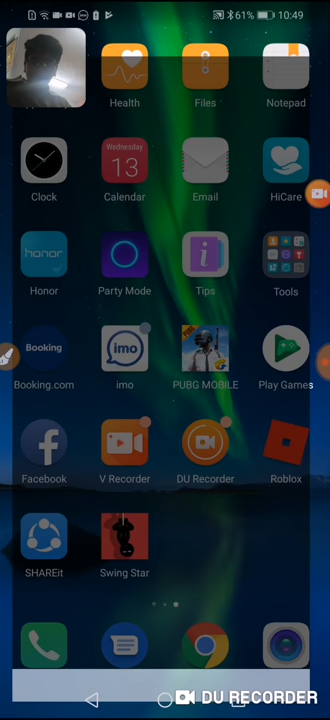 61% 10:49
Health Files Notepad
Wednesday
13
Clock Calendar Email HiCare
honor
Honor Party Mode Tips Tools
Booking imo
Booking.com imo PUBG MOBILE Play Games
Facebook V Recorder DU Recorder Roblox
SHAREit Swing Star
DU RECORDER